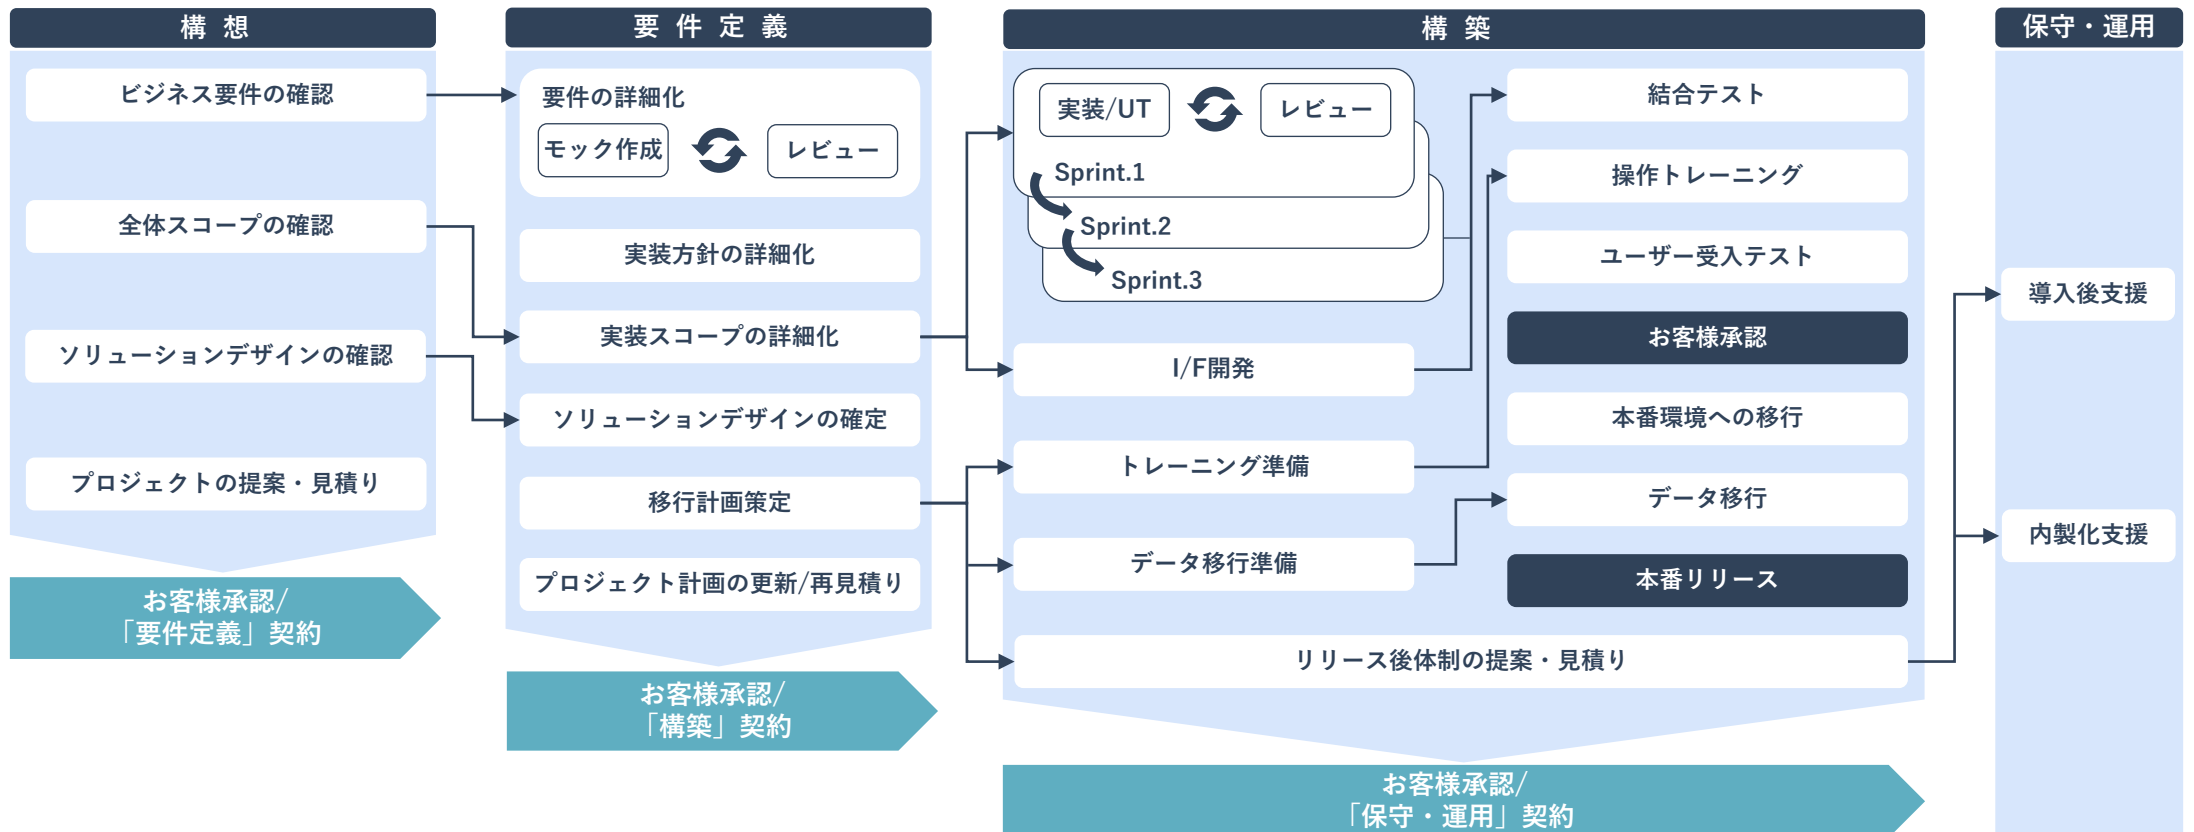 構想
ビジネス要件の確認
全体スコープの確認
ソリューションデザインの確認
プロジェクトの提案・見積り
お客様承認/
「要件定義」契約
要件定義
要件の詳細化
モック作成
レビュー
実装方針の詳細化
実装スコープの詳細化
ソリューションデザインの確定
移行計画策定
プロジェクト計画の更新/再見積り
お客様承認/
「構築」契約
構築
実装/UT
レビュー
Sprint.1
Sprint.2
Sprint.3
I/F開発
トレーニング準備
データ移行準備
結合テスト
操作トレーニング
ユーザー受入テスト
お客様承認
本番環境への移行
データ移行
本番リリース
リリース後体制の提案・見積り
お客様承認/
「保守・運用」契約
保守・運用
導入後支援
内製化支援